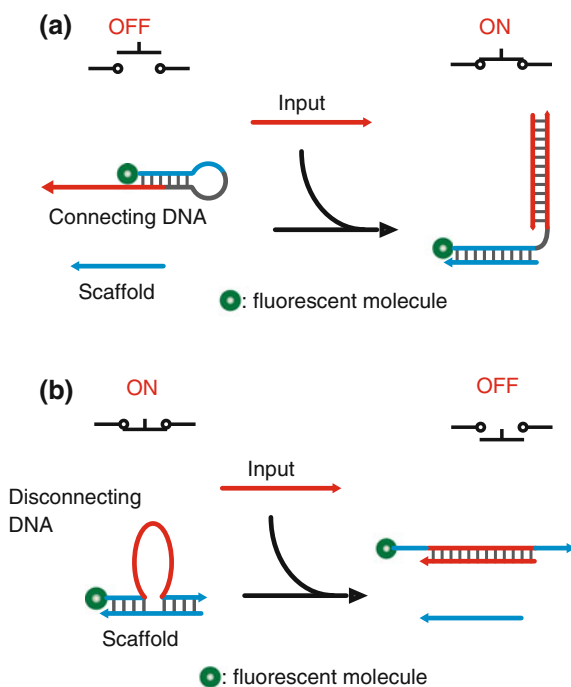 (a)
OFF
ON
Input
Connecting DNA
Scaffold
: fluorescent molecule
(b)
ON
OFF
Input
Disconnecting
DNA
Scaffold
: fluorescent molecule